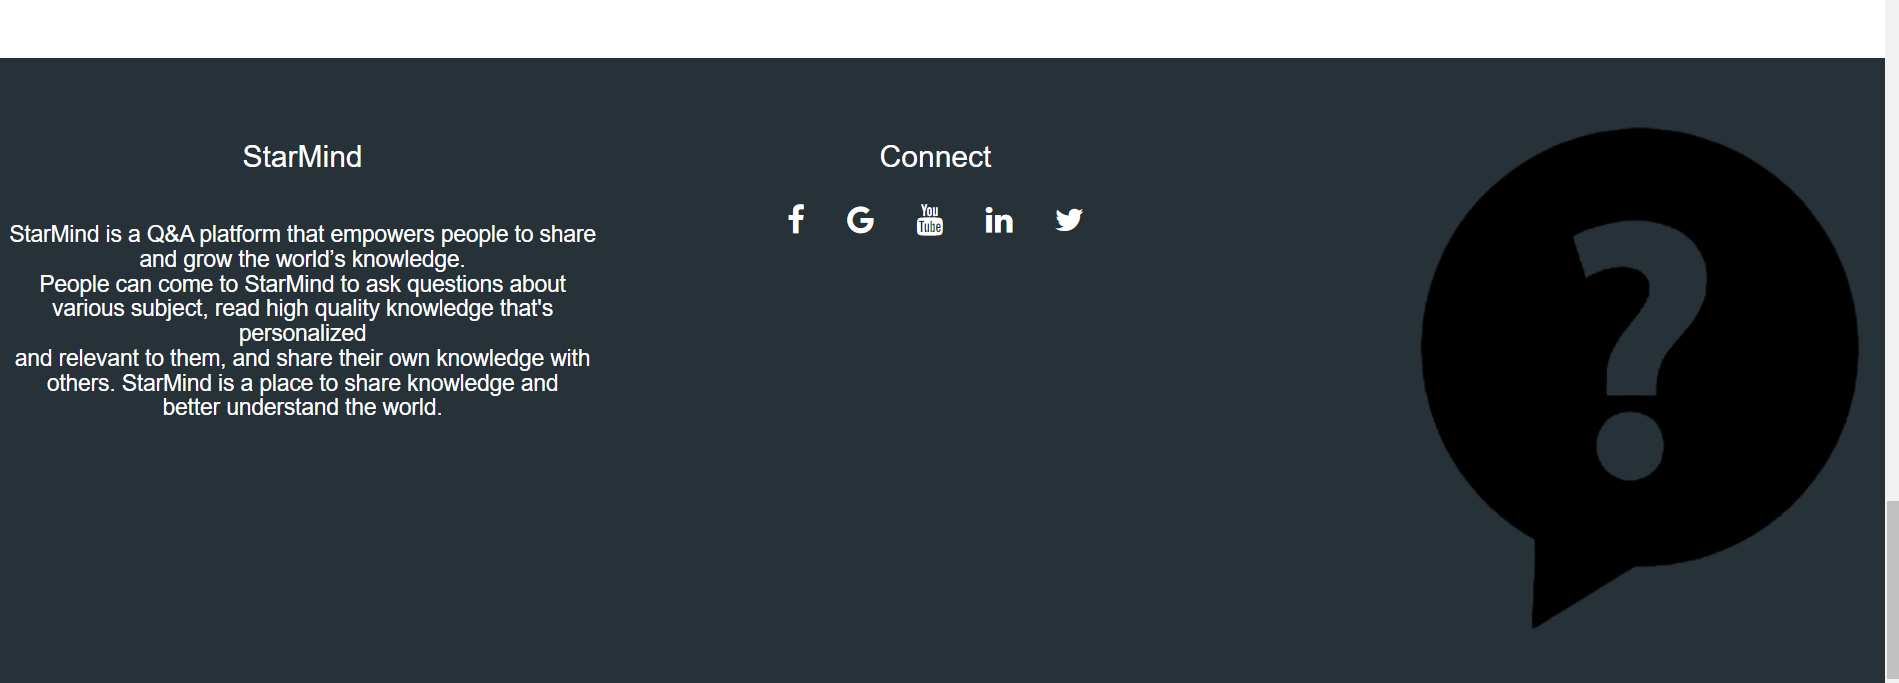 StarMind
StarMind is a Q&A platform that empowers people to share
and grow the world’s knowledge.
People can come to StarMind to ask questions about
various subject, read high quality knowledge that's
personalized
and relevant to them, and share their own knowledge with
others. StarMind is a place to share knowledge and
better understand the world.
Connect
f G You Tube in
?